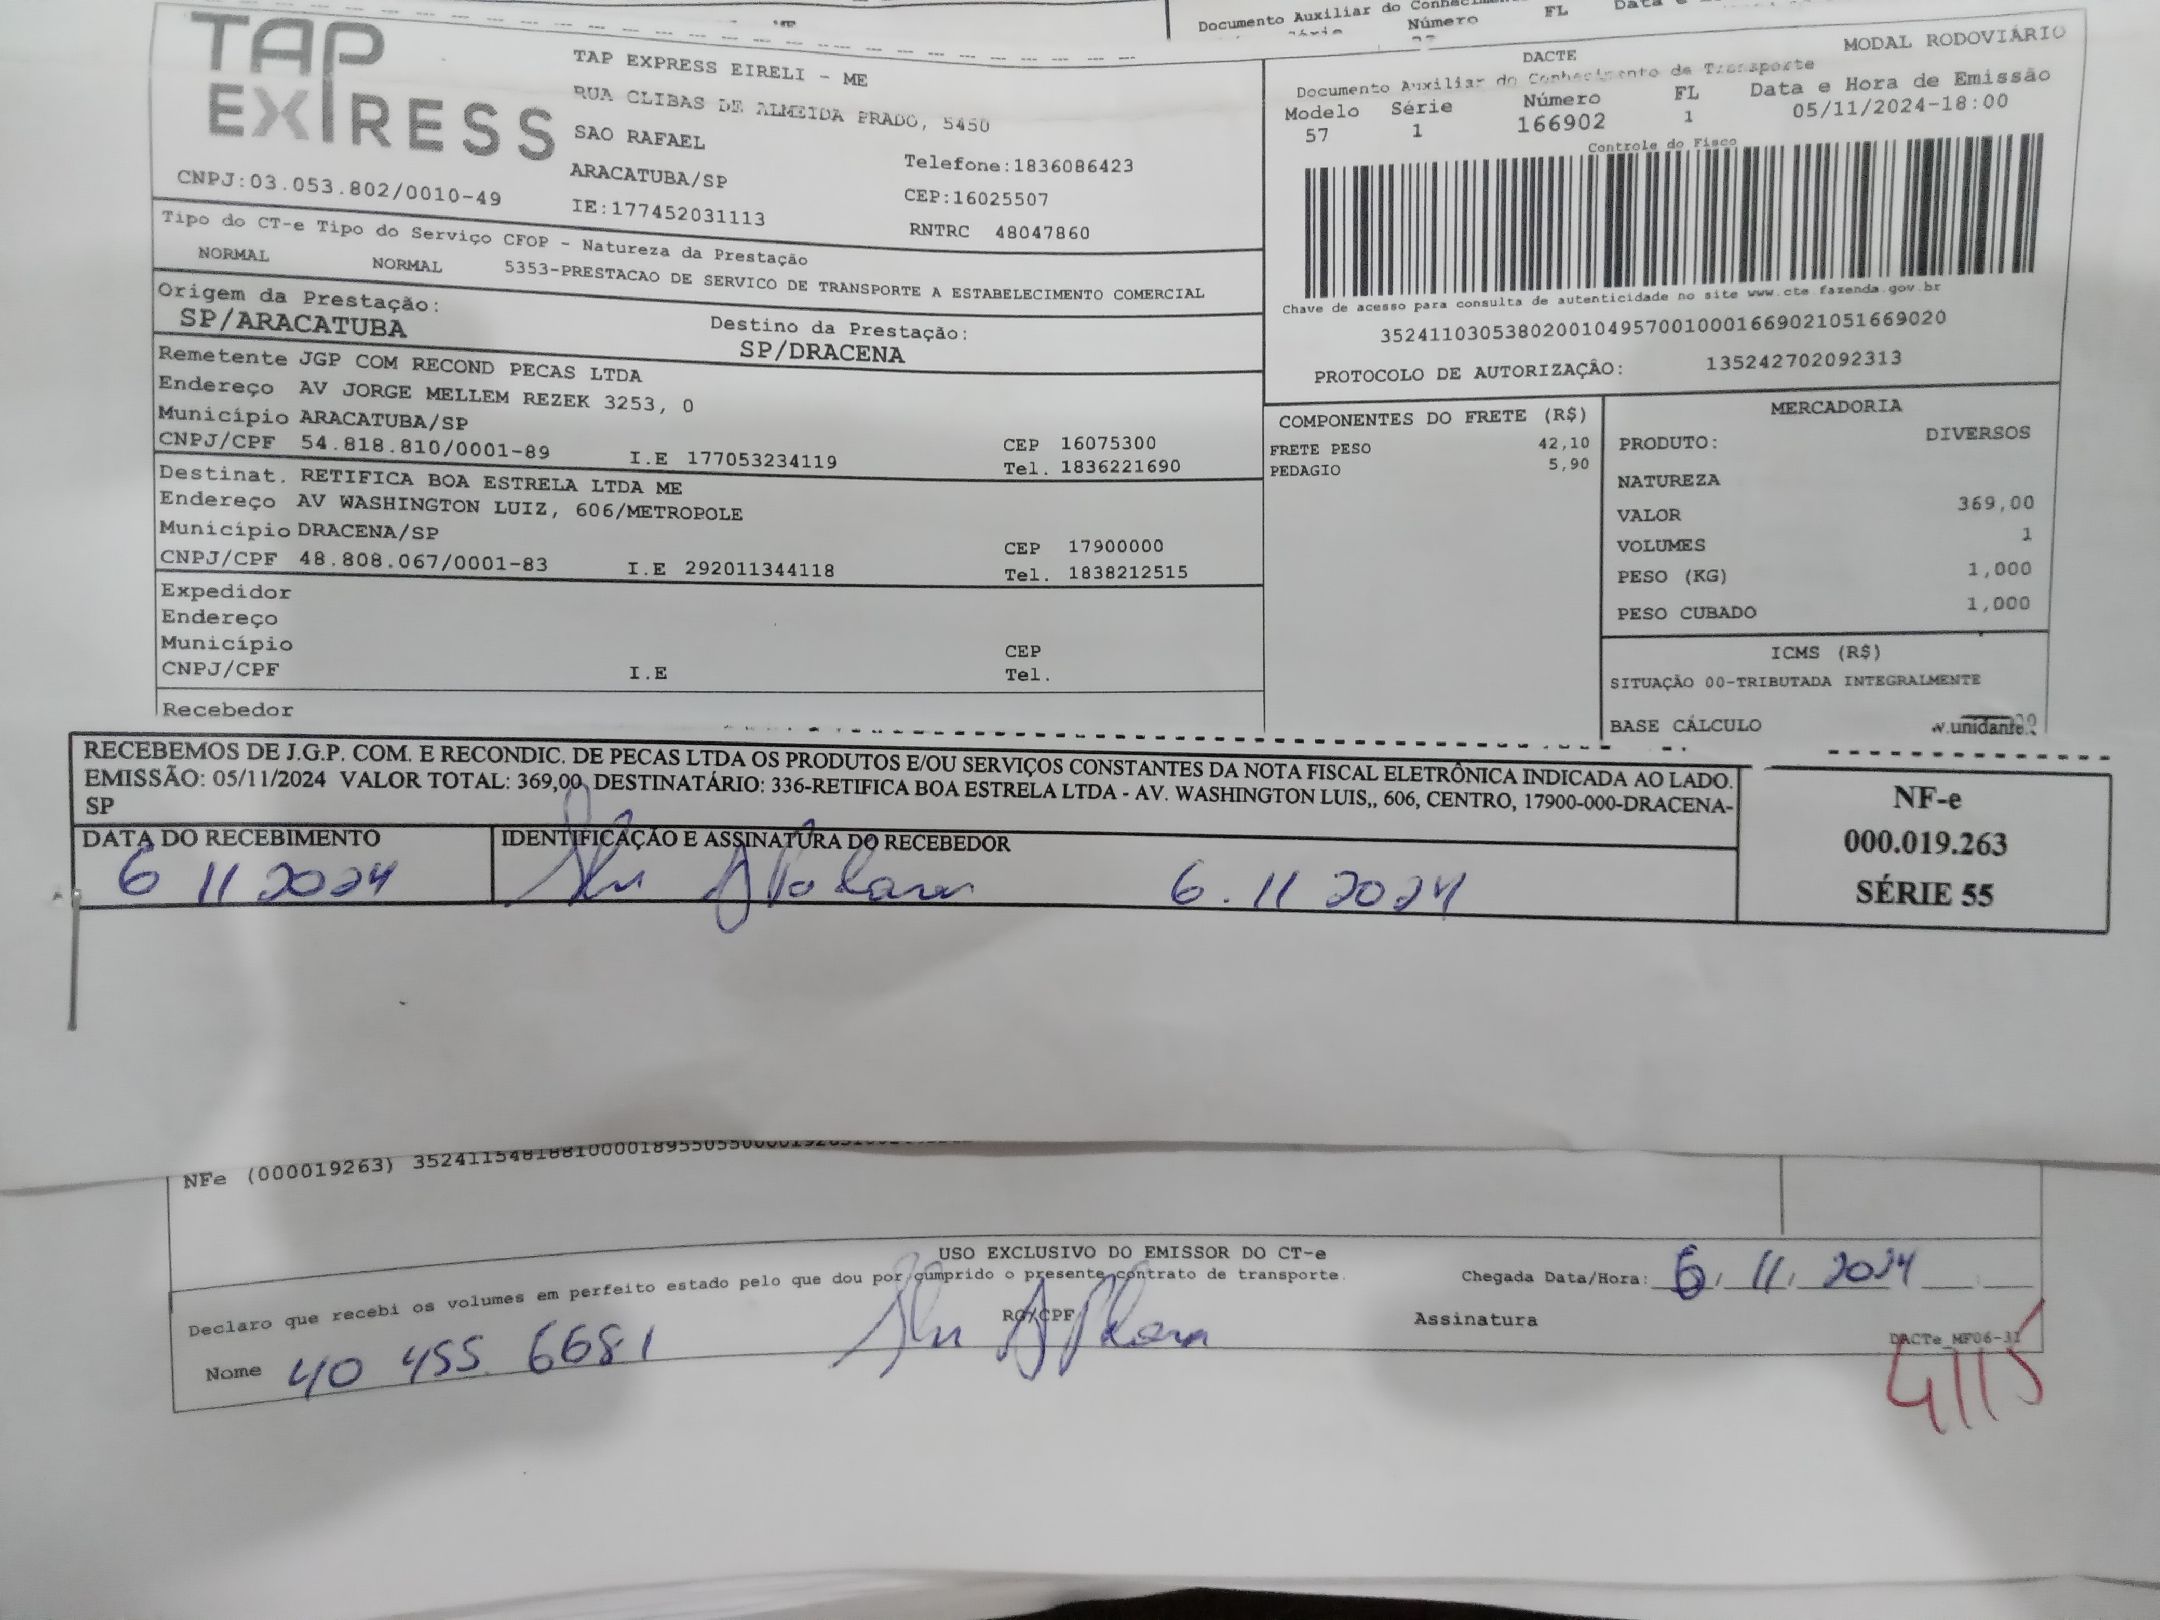 Documento Auxiliar do
Número FL Data e
TAP
EXPRESS
TAP EXPRESS EIRELI - ME
RUA CLIBAS DE ALMEIDA PRADO, 5450
SAO RAFAEL
ARACATUBA/SP
Telefone:1836086423
CEP:16025507
CNPJ:03.053.802/0010-49
IE:177452031113
RNTRC 48047860
DACTE
MODAL RODOVIÁRIO
Documento Auxiliar do Conhecimento de Transporte
Modelo Série Número FL Data e Hora de Emissão
57 1 166902 1 05/11/2024-18:00
Controle do Fisco
Chave de acesso para consulta de autenticidade no site www.cte.fazenda.gov.br
35241103053802001049570010001669021051669020
PROTOCOLO DE AUTORIZAÇÃO: 135242702092313
Tipo do CT-e Tipo do Serviço CFOP - Natureza da Prestação
NORMAL NORMAL 5353-PRESTACAO DE SERVICO DE TRANSPORTE A ESTABELECIMENTO COMERCIAL
Origem da Prestação: Destino da Prestação:
SP/ARACATUBA SP/DRACENA
Remetente JGP COM RECOND PECAS LTDA
Endereço AV JORGE MELLEM REZEK 3253, 0
Município ARACATUBA/SP CEP 16075300
CNPJ/CPF 54.818.810/0001-89 I.E 177053234119 Tel. 1836221690
Destinat. RETIFICA BOA ESTRELA LTDA ME
Endereço AV WASHINGTON LUIZ, 606/METROPOLE
Município DRACENA/SP CEP 17900000
CNPJ/CPF 48.808.067/0001-83 I.E 292011344118 Tel. 1838212515
Expedidor
Endereço
Município CEP
CNPJ/CPF I.E Tel.
Recebedor
COMPONENTES DO FRETE (R$)
FRETE PESO 42,10
PEDAGIO 5,90
MERCADORIA
PRODUTO: DIVERSOS
NATUREZA
VALOR 369,00
VOLUMES 1
PESO (KG) 1,000
PESO CUBADO 1,000
ICMS (R$)
SITUAÇÃO 00-TRIBUTADA INTEGRALMENTE
BASE CÁLCULO
RECEBEMOS DE J.G.P. COM. E RECONDIC. DE PECAS LTDA OS PRODUTOS E/OU SERVIÇOS CONSTANTES DA NOTA FISCAL ELETRÔNICA INDICADA AO LADO.
EMISSÃO: 05/11/2024 VALOR TOTAL: 369,00 DESTINATÁRIO: 336-RETIFICA BOA ESTRELA LTDA - AV. WASHINGTON LUIS,, 606, CENTRO, 17900-000-DRACENA-
SP
DATA DO RECEBIMENTO IDENTIFICAÇÃO E ASSINATURA DO RECEBEDOR
6 11 2024 6.11 2024
NF-e
000.019.263
SÉRIE 55
NFe (000019263)
USO EXCLUSIVO DO EMISSOR DO CT-e
Declaro que recebi os volumes em perfeito estado pelo que dou por cumprido o presente contrato de transporte.
Chegada Data/Hora: 6 / 11 / 2024
Nome 40 455 6681 RG/CPF Assinatura
DACTe_MF06-31
4115